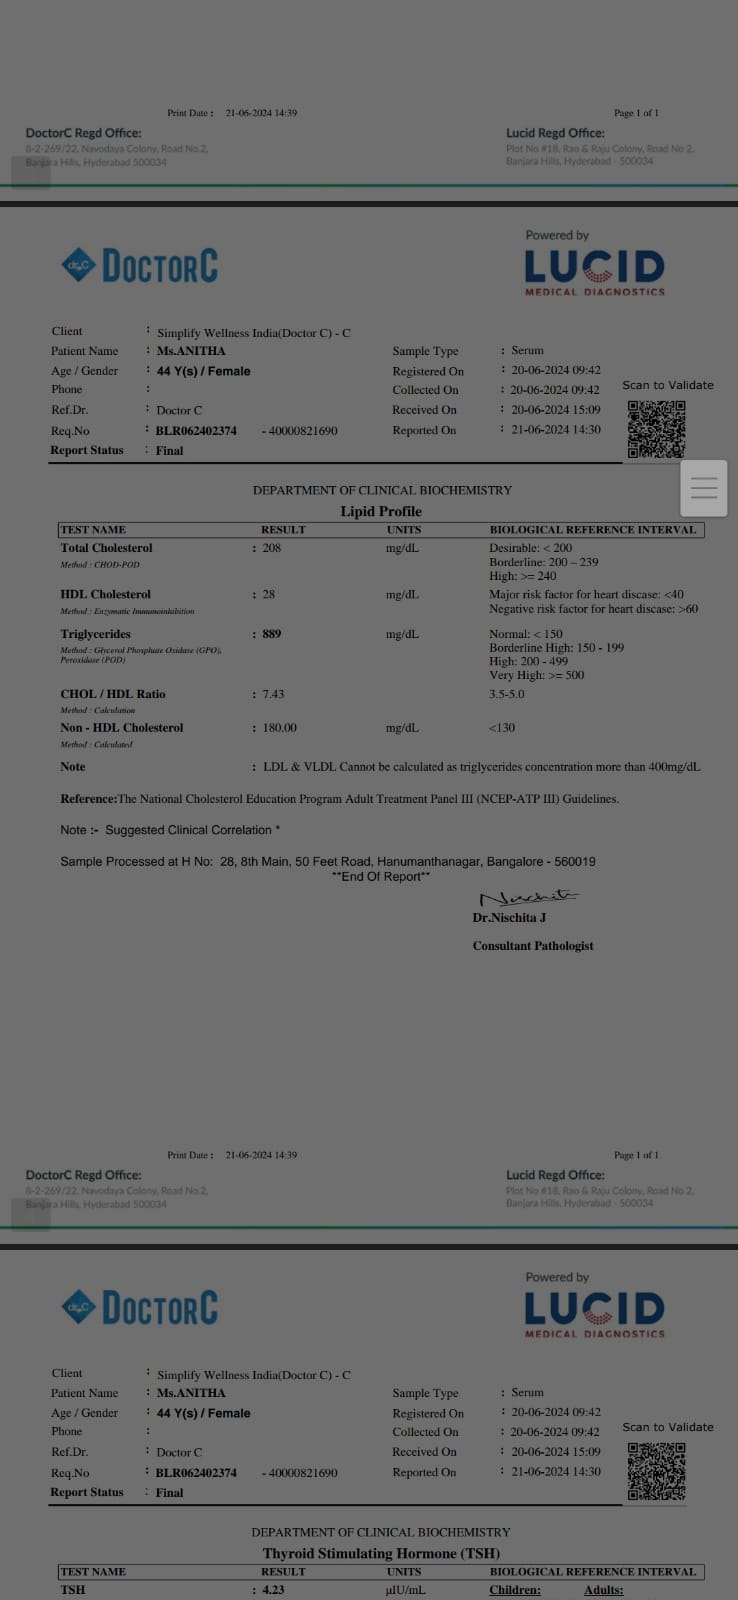 Print Date : 21-06-2024 14:39 Page 1 of 1
DoctorC Regd Office: Lucid Regd Office:
8-2-269/22, Navodaya Colony, Road No.2, Plot No #18, Rao & Raju Colony, Road No 2,
Banjara Hills, Hyderabad 500034 Banjara Hills, Hyderabad - 500034
Powered by
drC DOCTORC LUCID
MEDICAL DIAGNOSTICS
Client : Simplify Wellness India(Doctor C) - C
Patient Name : Ms.ANITHA Sample Type : Serum
Age / Gender : 44 Y(s) / Female Registered On : 20-06-2024 09:42
Phone : Collected On : 20-06-2024 09:42 Scan to Validate
Ref.Dr. : Doctor C Received On : 20-06-2024 15:09
Req.No : BLR062402374 - 40000821690 Reported On : 21-06-2024 14:30
Report Status : Final
DEPARTMENT OF CLINICAL BIOCHEMISTRY
Lipid Profile
TEST NAME RESULT UNITS BIOLOGICAL REFERENCE INTERVAL
Total Cholesterol : 208 mg/dL Desirable: < 200
Method : CHOD-POD Borderline: 200 – 239
High: >= 240
HDL Cholesterol : 28 mg/dL Major risk factor for heart disease: <40
Method : Enzymatic Immunoinhibition Negative risk factor for heart disease: >60
Triglycerides : 889 mg/dL Normal: < 150
Method : Glycerol Phosphate Oxidase (GPO), Borderline High: 150 - 199
Peroxidase (POD) High: 200 - 499
Very High: >= 500
CHOL / HDL Ratio : 7.43 3.5-5.0
Method : Calculation
Non - HDL Cholesterol : 180.00 mg/dL <130
Method : Calculated
Note : LDL & VLDL Cannot be calculated as triglycerides concentration more than 400mg/dL
Reference:The National Cholesterol Education Program Adult Treatment Panel III (NCEP-ATP III) Guidelines.
Note :- Suggested Clinical Correlation *
Sample Processed at H No: 28, 8th Main, 50 Feet Road, Hanumanthanagar, Bangalore - 560019
**End Of Report**
Nischita
Dr.Nischita J
Consultant Pathologist
Print Date : 21-06-2024 14:39 Page 1 of 1
DoctorC Regd Office: Lucid Regd Office:
8-2-269/22, Navodaya Colony, Road No.2, Plot No #18, Rao & Raju Colony, Road No 2,
Banjara Hills, Hyderabad 500034 Banjara Hills, Hyderabad - 500034
Powered by
drC DOCTORC LUCID
MEDICAL DIAGNOSTICS
Client : Simplify Wellness India(Doctor C) - C
Patient Name : Ms.ANITHA Sample Type : Serum
Age / Gender : 44 Y(s) / Female Registered On : 20-06-2024 09:42
Phone : Collected On : 20-06-2024 09:42 Scan to Validate
Ref.Dr. : Doctor C Received On : 20-06-2024 15:09
Req.No : BLR062402374 - 40000821690 Reported On : 21-06-2024 14:30
Report Status : Final
DEPARTMENT OF CLINICAL BIOCHEMISTRY
Thyroid Stimulating Hormone (TSH)
TEST NAME RESULT UNITS BIOLOGICAL REFERENCE INTERVAL
TSH : 4.23 µIU/mL Children: Adults: